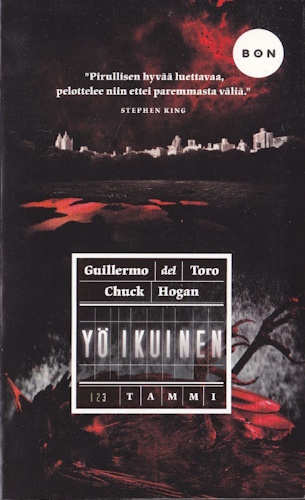 BON
"Pirullisen hyvää luettavaa,
pelottelee niin ettei paremmasta väliä."
STEPHEN KING
Guillermo del Toro
Chuck Hogan
YÖ IKUINEN
123 TAMMI